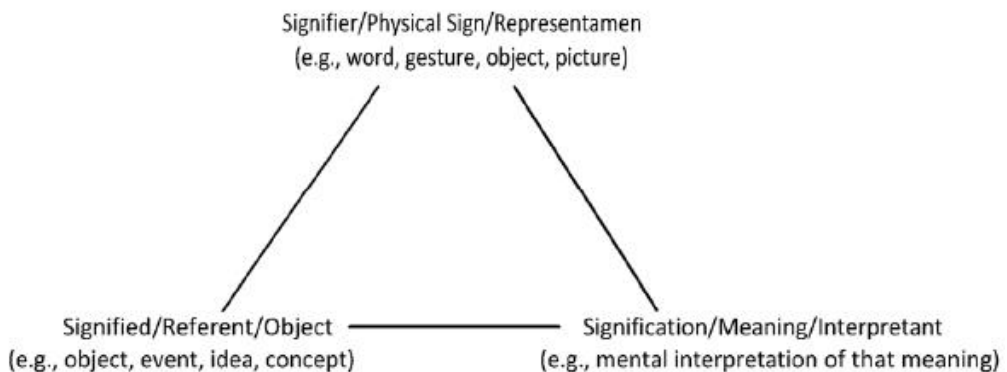 Signifier/Physical Sign/Representamen
(e.g., word, gesture, object, picture)
Signified/Referent/Object
(e.g., object, event, idea, concept)
Signification/Meaning/Interpretant
(e.g., mental interpretation of that meaning)